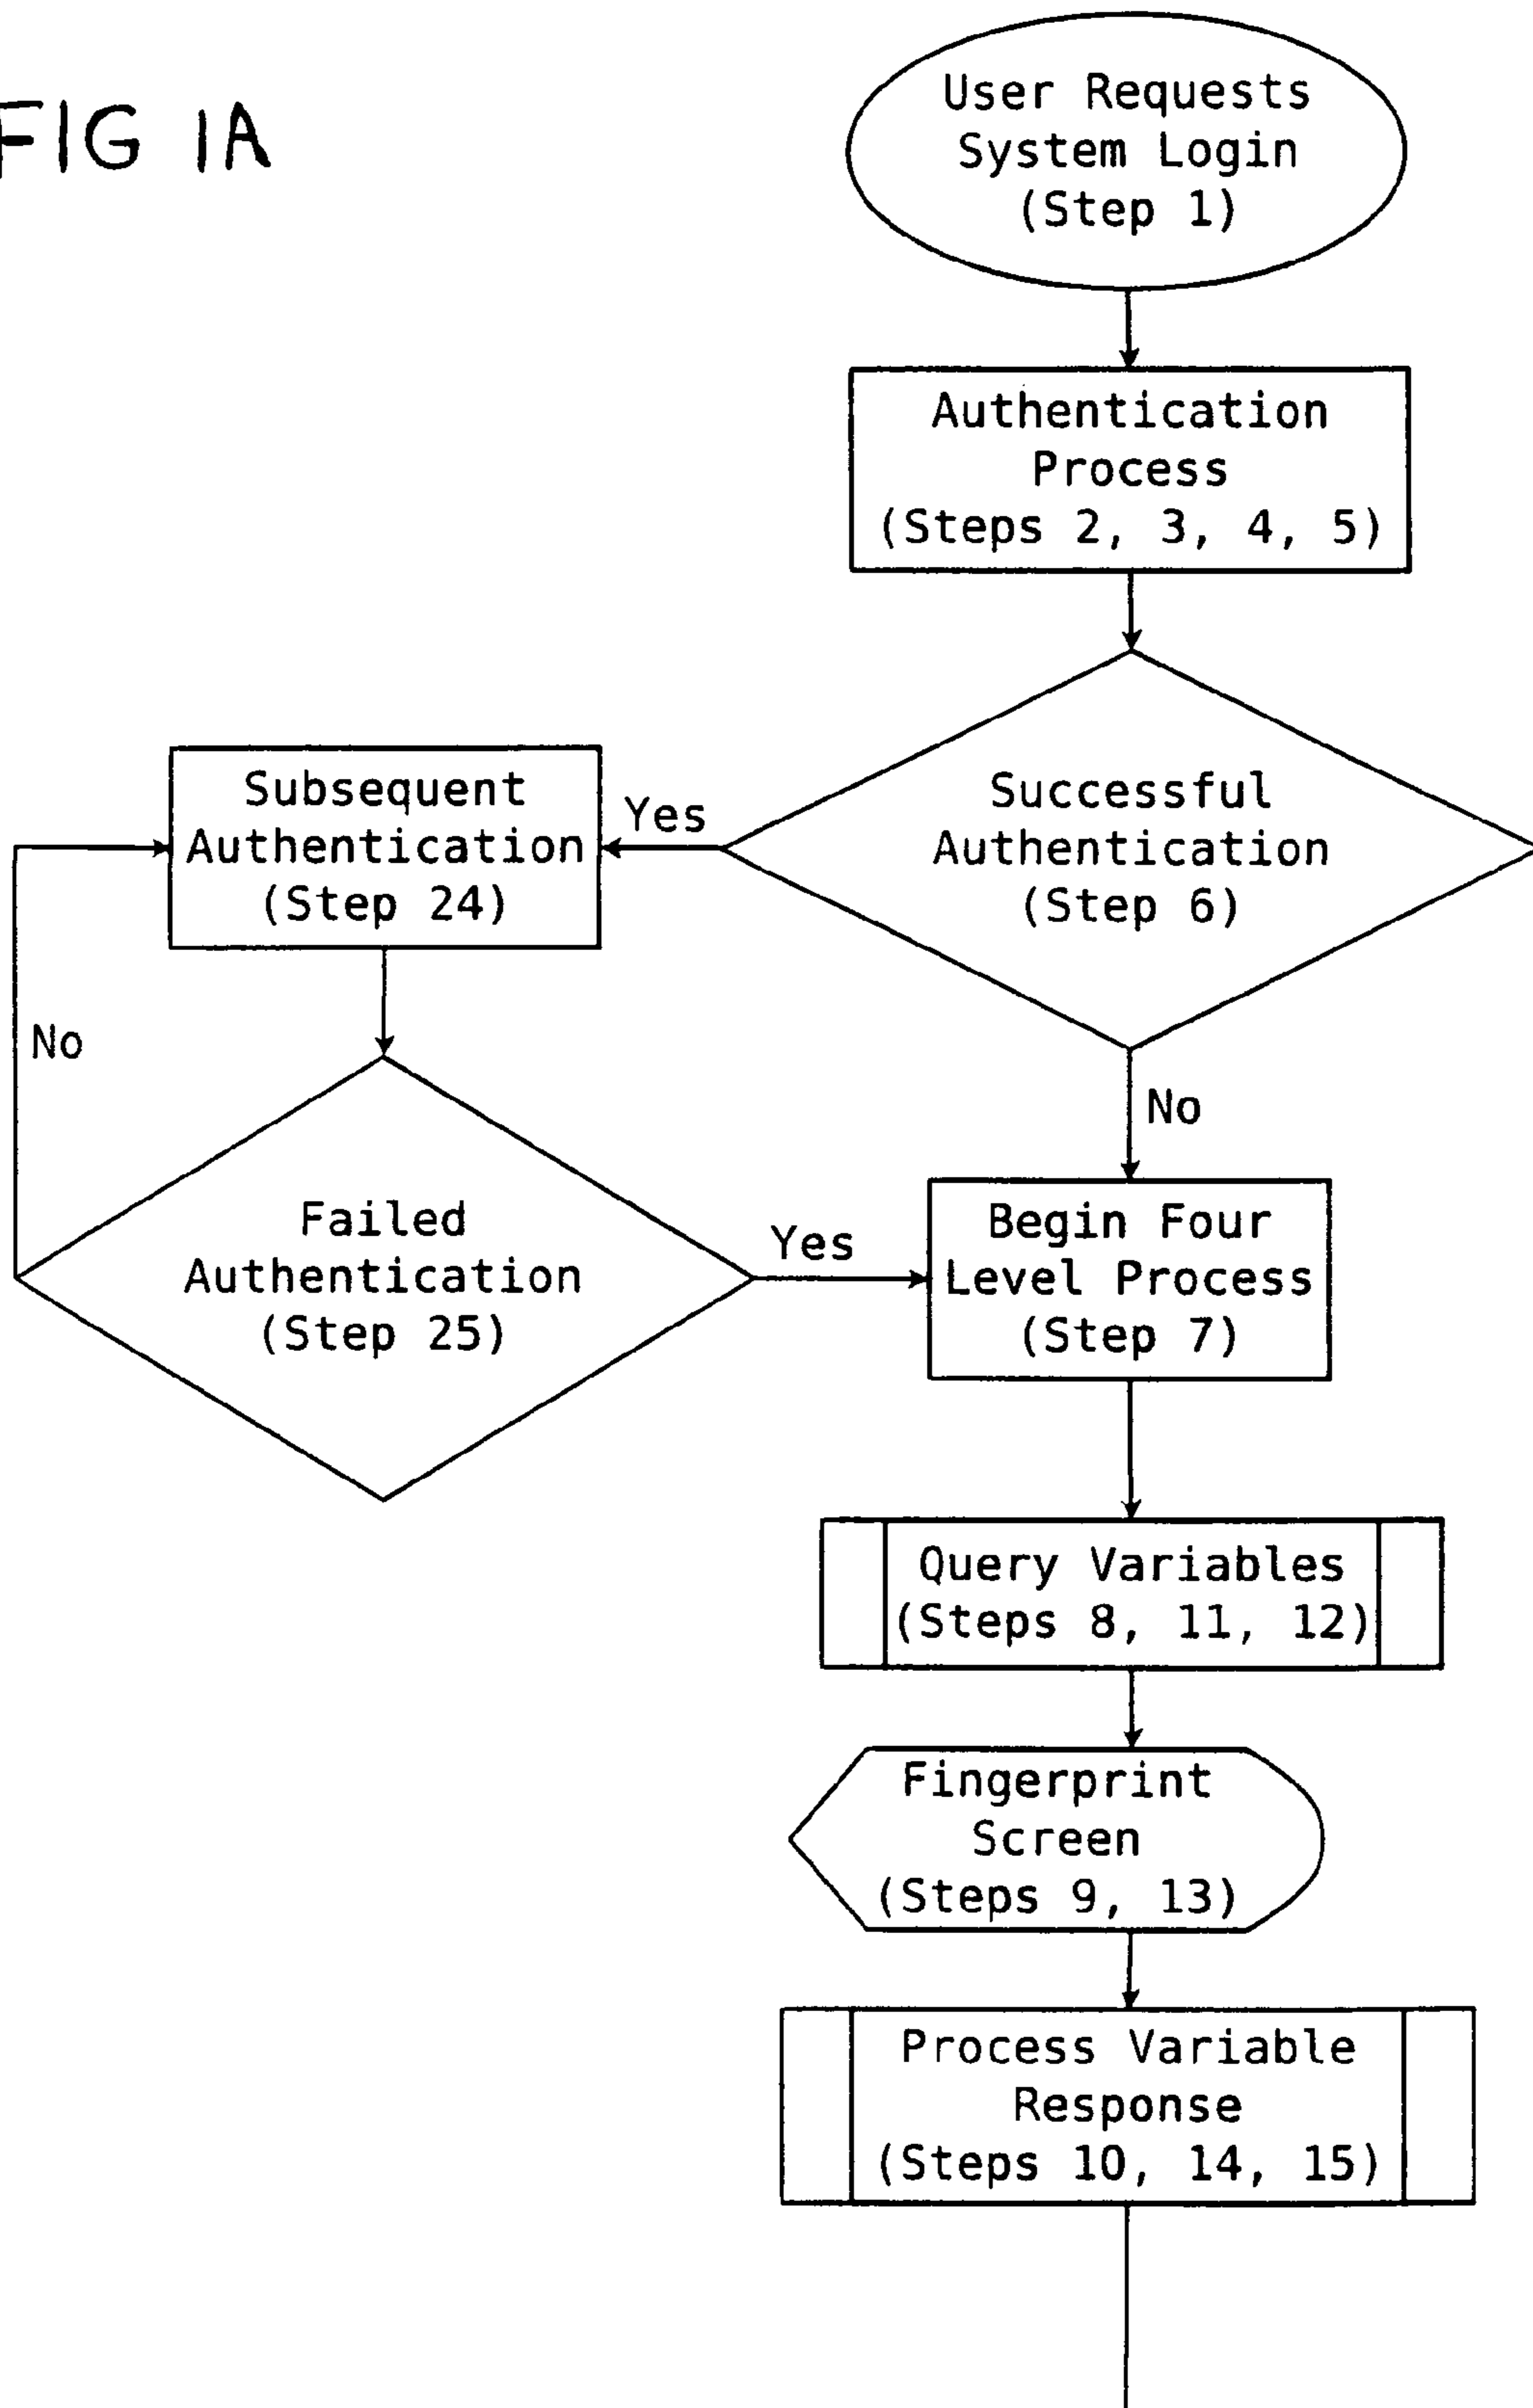 FIG 1A
User Requests
System Login
(Step 1)
Authentication
Process
(Steps 2, 3, 4, 5)
Successful
Authentication
(Step 6)
Yes
Subsequent
Authentication
(Step 24)
No
Failed
Authentication
(Step 25)
Yes
No
Begin Four
Level Process
(Step 7)
Query Variables
(Steps 8, 11, 12)
Fingerprint
Screen
(Steps 9, 13)
Process Variable
Response
(Steps 10, 14, 15)